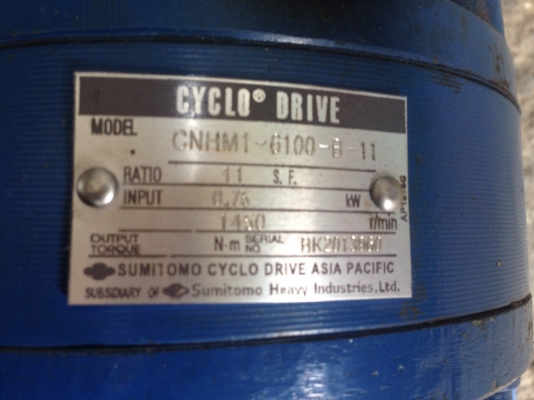 CYCLO® DRIVE
MODEL CNHM1-6100-B-11
RATIO 11 S.F.
INPUT 0.75 kW
1450 r/min
OUTPUT TORQUE N-m SERIAL NO.
SUMITOMO CYCLO DRIVE ASIA PACIFIC
SUBSIDIARY OF Sumitomo Heavy Industries, Ltd.